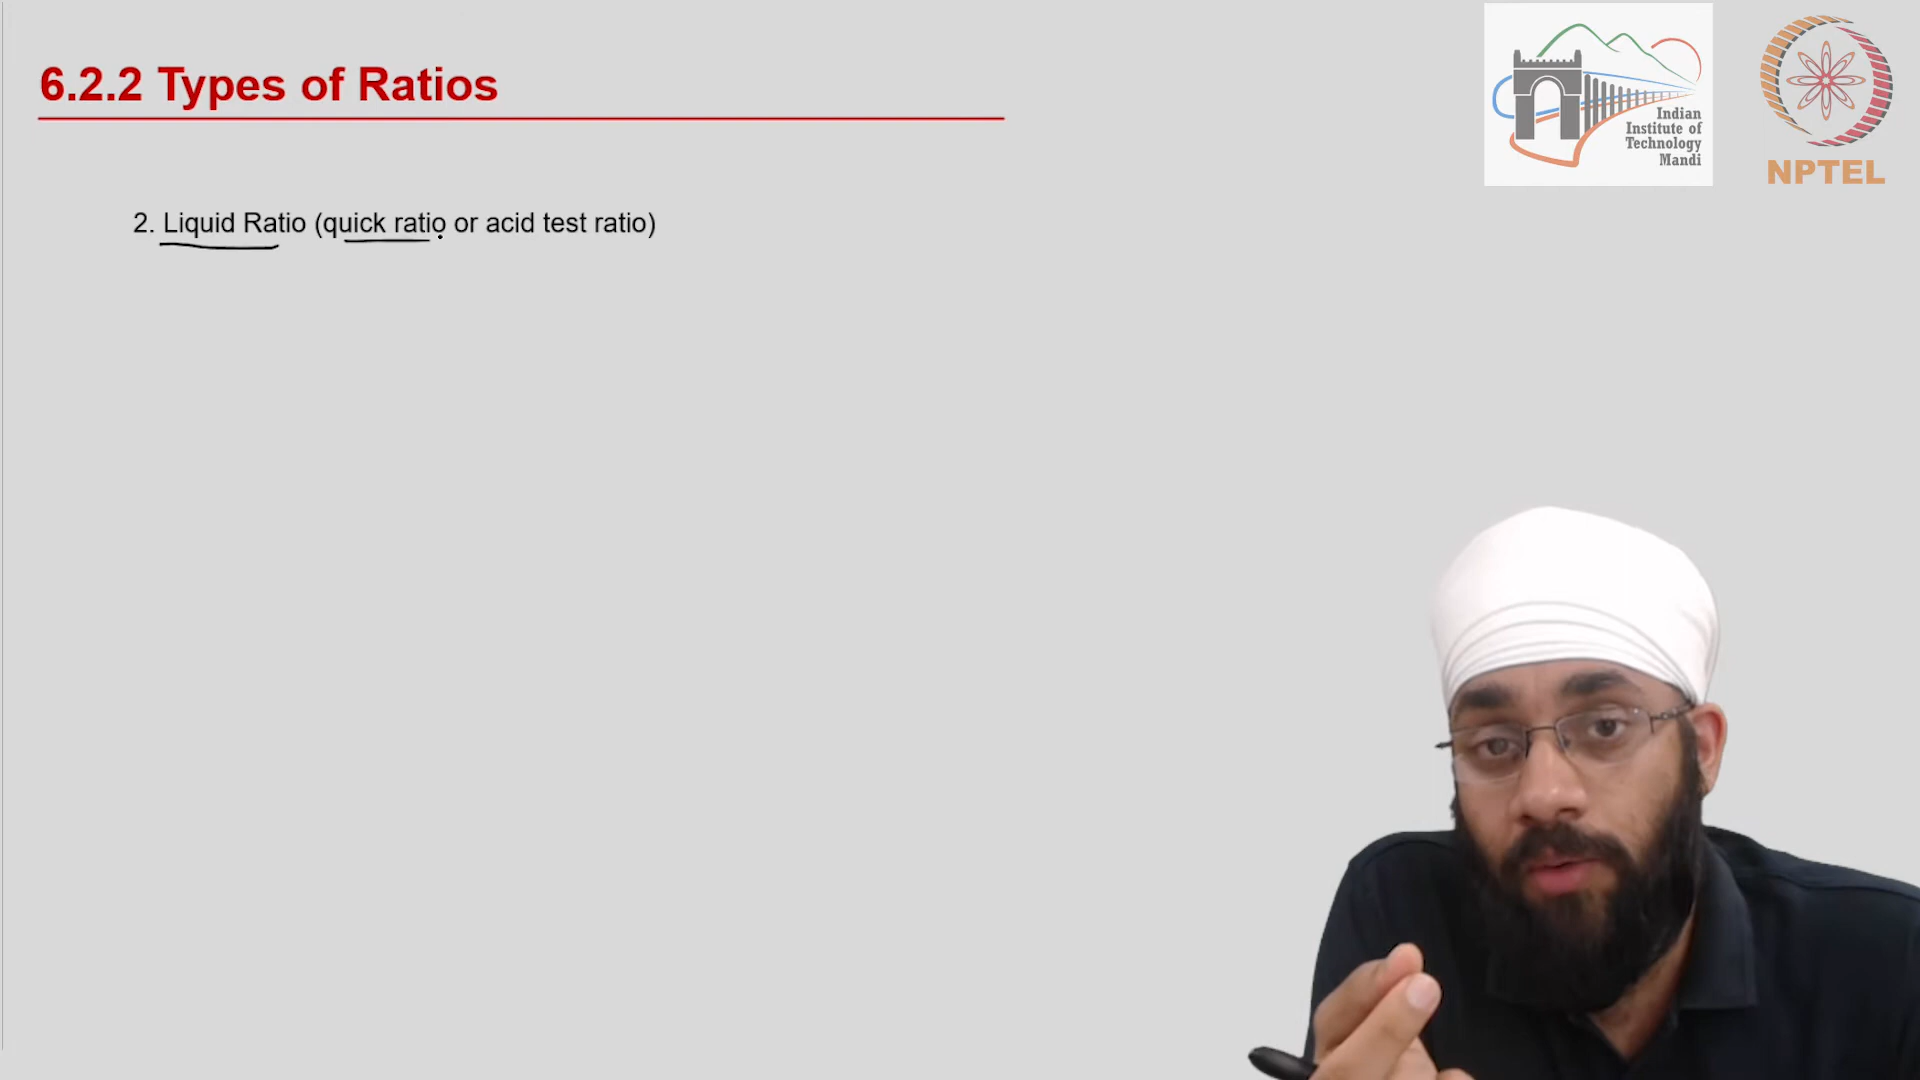 6.2.2 Types of Ratios
Indian
Institute of
Technology
Mandi
NPTEL
2. Liquid Ratio (quick ratio or acid test ratio)